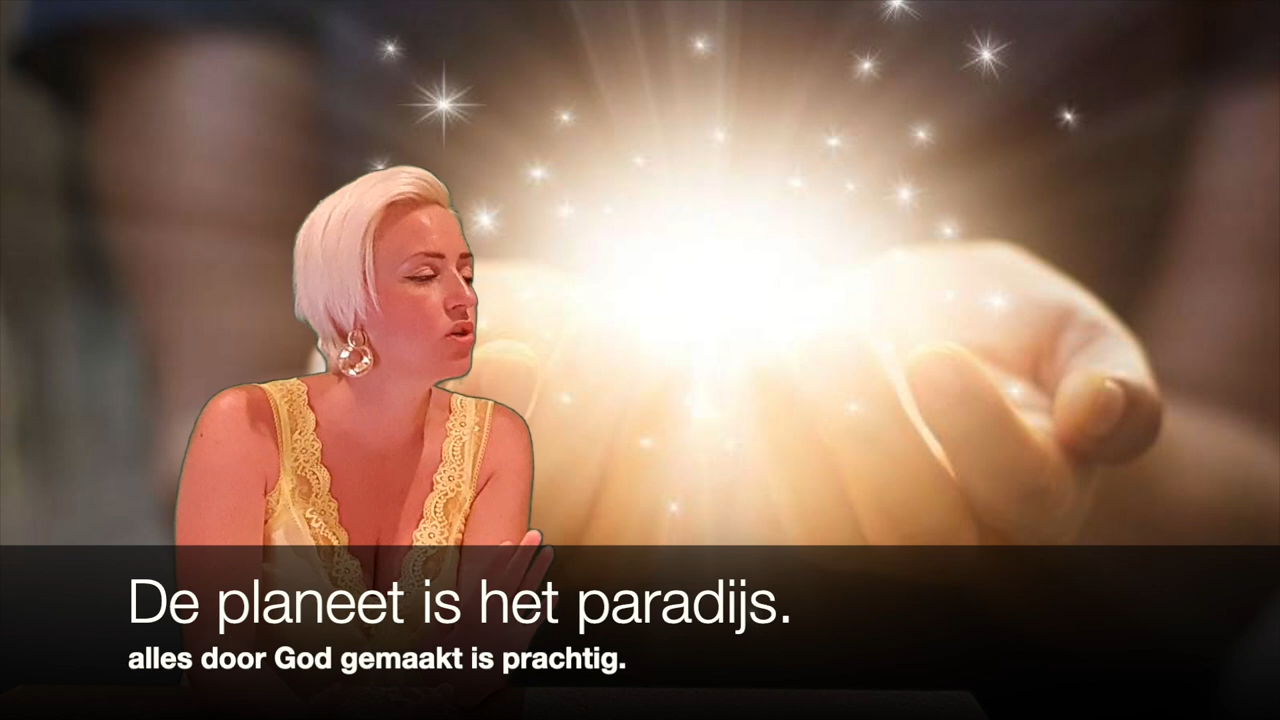 De planeet is het paradijs.
alles door God gemaakt is prachtig.